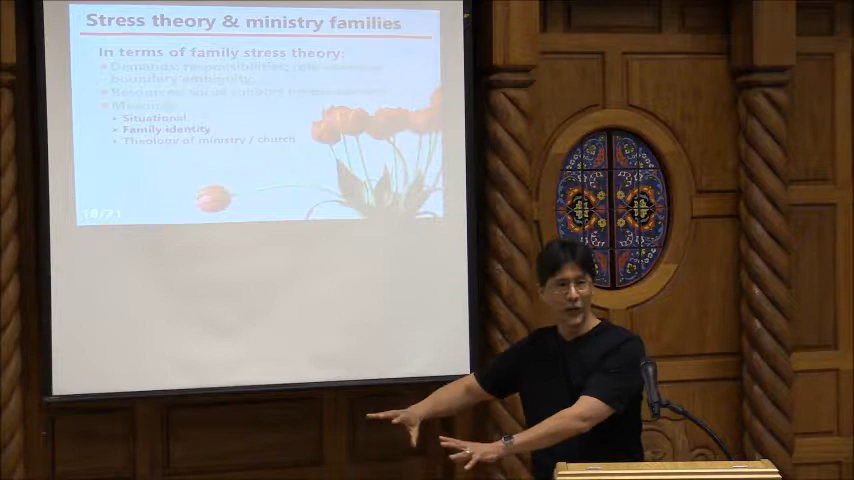 Stress theory & ministry families
In terms of family stress theory:
Demands: responsibilities;
boundary ambiguity
Resources: social support
Meaning:
Situational
Family identity
Theology of ministry / church
18/21